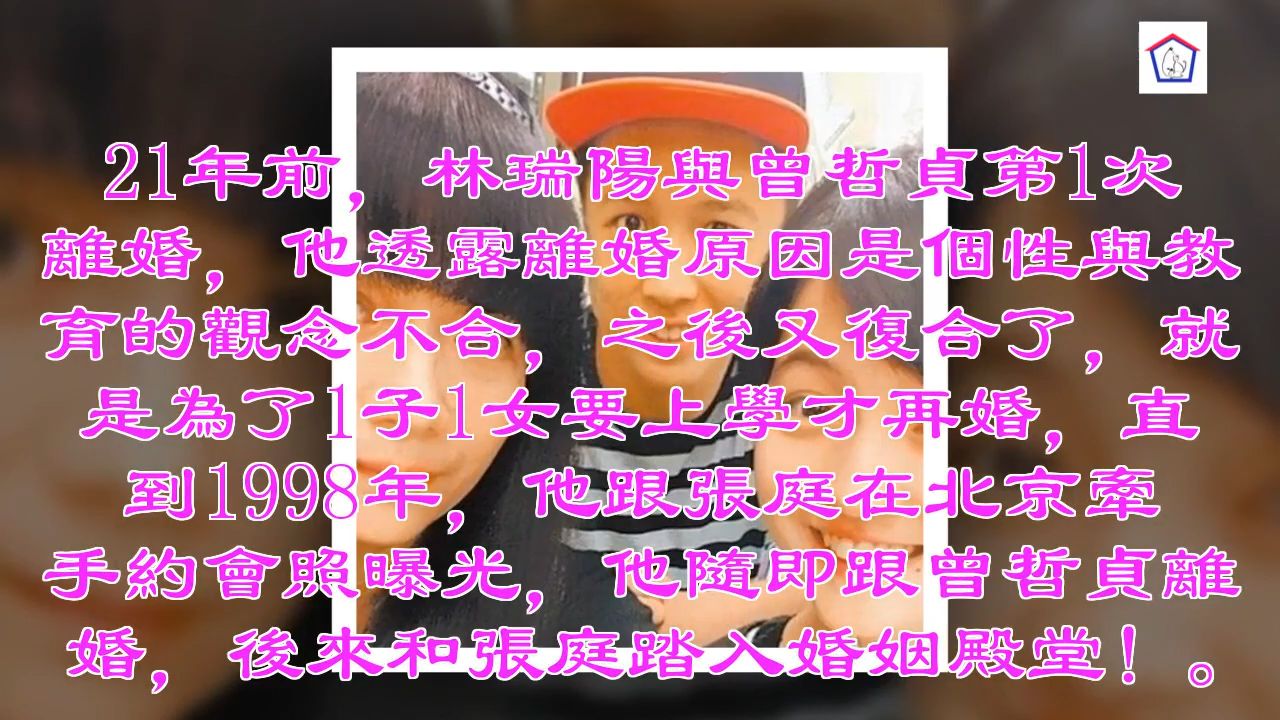 21年前，林瑞陽與曾哲貞第1次
離婚，他透露離婚原因是個性與教
育的觀念不合，之後又復合了，就
是為了1子1女要上學才再婚，直
到1998年，他跟張庭在北京牽
手約會照曝光，他隨即跟曾哲貞離
婚，後來和張庭踏入婚姻殿堂！。